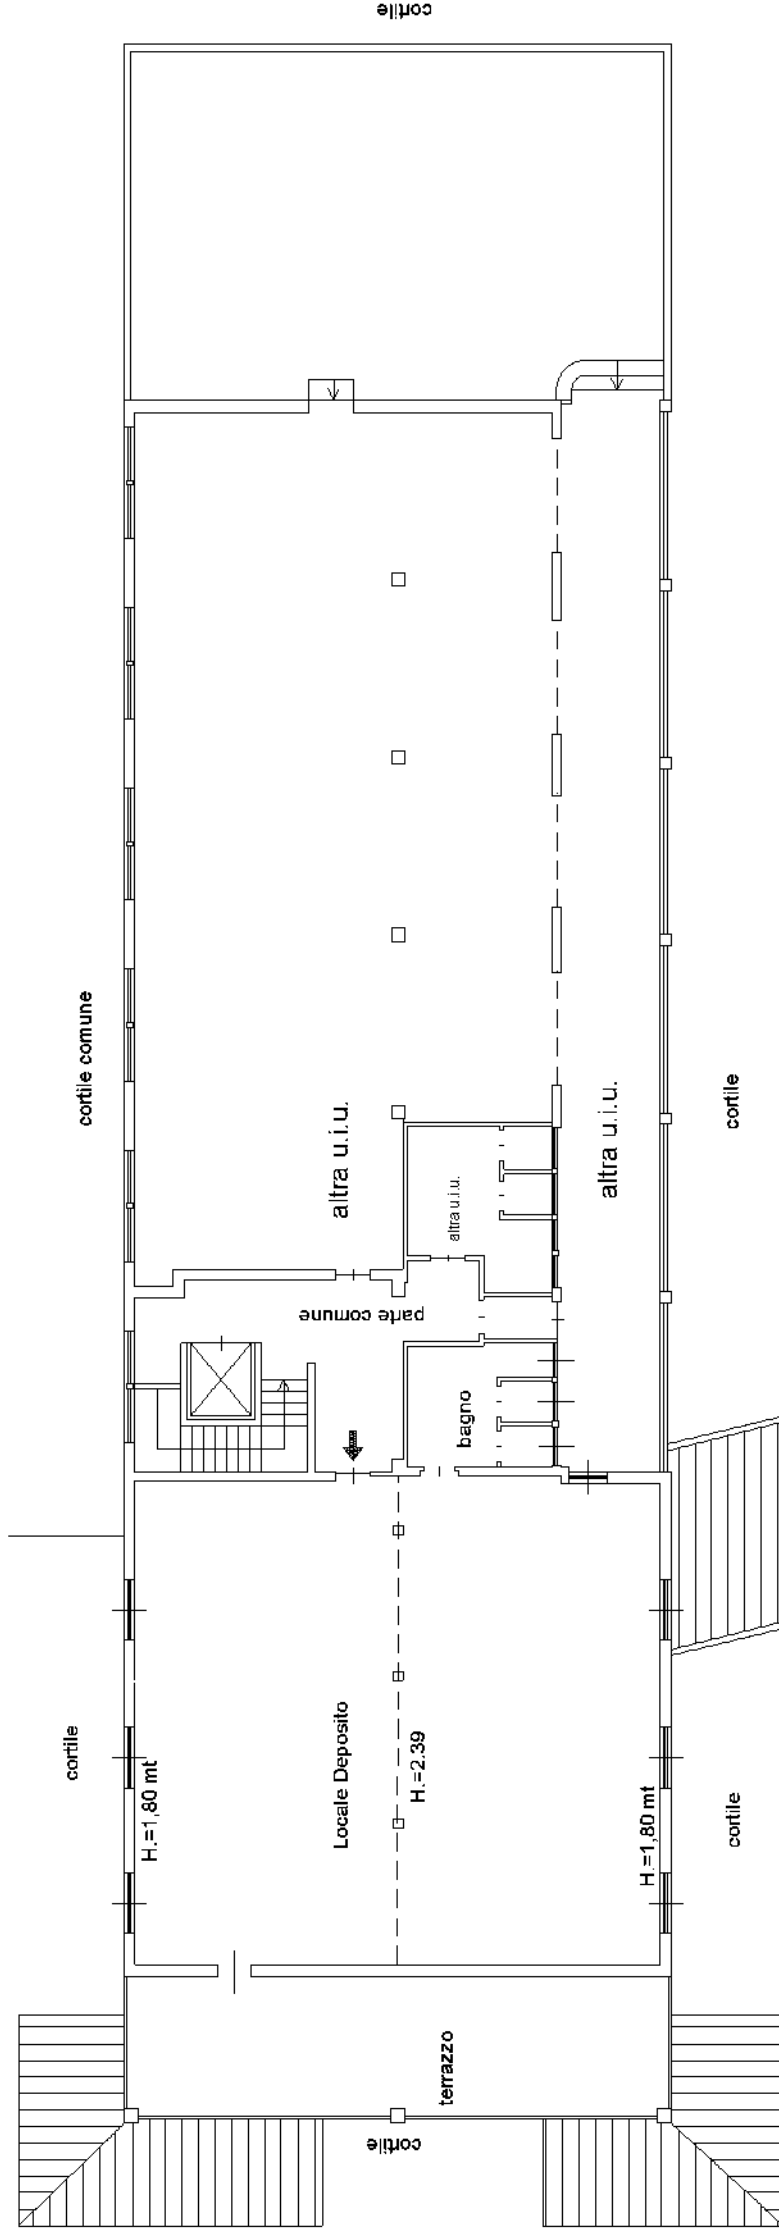 cortile
cortile comune
altra u.i.u.
altra u.i.u.
altra u.i.u.
cortile
parte comune
bagno
cortile
H.=1,80 mt
Locale Deposito
H.=2.39
H.=1,80 mt
cortile
terrazzo
cortile